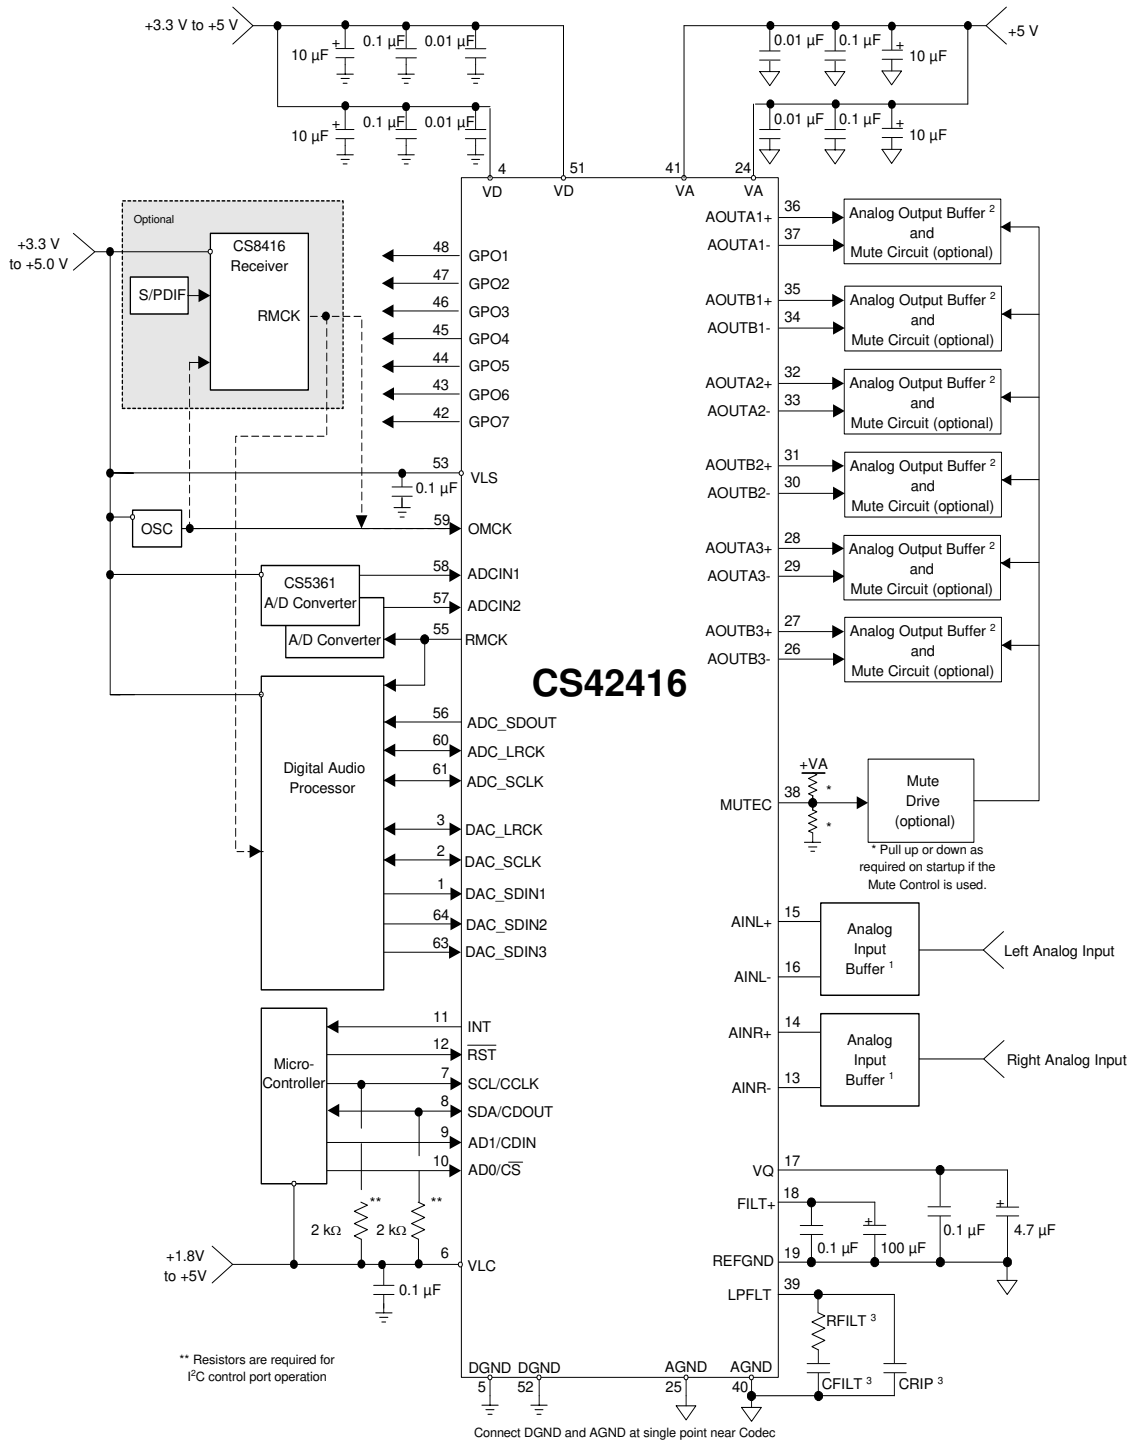 +3.3 V to +5 V
10 µF
+
0.1 µF
0.01 µF
10 µF
+
0.1 µF
0.01 µF
+5 V
0.01 µF
0.1 µF
+
10 µF
0.01 µF
0.1 µF
+
10 µF
4
VD
51
VD
41
VA
24
VA
Optional
+3.3 V
to +5.0 V
CS8416
Receiver
S/PDIF
RMCK
48
GPO1
47
GPO2
46
GPO3
45
GPO4
44
GPO5
43
GPO6
42
GPO7
53
VLS
0.1 µF
OSC
59
OMCK
58
ADCIN1
CS5361
A/D Converter
57
ADCIN2
A/D Converter
55
RMCK
CS42416
Digital Audio
Processor
56
ADC_SDOUT
60
ADC_LRCK
61
ADC_SCLK
3
DAC_LRCK
2
DAC_SCLK
1
DAC_SDIN1
64
DAC_SDIN2
63
DAC_SDIN3
Micro-
Controller
11
INT
12
RST
7
SCL/CCLK
8
SDA/CDOUT
9
AD1/CDIN
10
AD0/CS
**
2 kΩ
**
2 kΩ
+1.8V
to +5V
6
VLC
0.1 µF
** Resistors are required for
I²C control port operation
AOUTA1+
36
AOUTA1-
37
Analog Output Buffer ²
and
Mute Circuit (optional)
AOUTB1+
35
AOUTB1-
34
Analog Output Buffer ²
and
Mute Circuit (optional)
AOUTA2+
32
AOUTA2-
33
Analog Output Buffer ²
and
Mute Circuit (optional)
AOUTB2+
31
AOUTB2-
30
Analog Output Buffer ²
and
Mute Circuit (optional)
AOUTA3+
28
AOUTA3-
29
Analog Output Buffer ²
and
Mute Circuit (optional)
AOUTB3+
27
AOUTB3-
26
Analog Output Buffer ²
and
Mute Circuit (optional)
+VA
*
*
MUTEC
38
Mute
Drive
(optional)
* Pull up or down as
required on startup if the
Mute Control is used.
AINL+
15
AINL-
16
Analog
Input
Buffer ¹
Left Analog Input
AINR+
14
AINR-
13
Analog
Input
Buffer ¹
Right Analog Input
VQ
17
FILT+
18
0.1 µF
+
100 µF
0.1 µF
+
4.7 µF
REFGND
19
LPFLT
39
RFILT ³
CFILT ³
CRIP ³
DGND
5
DGND
52
AGND
25
AGND
40
Connect DGND and AGND at single point near Codec